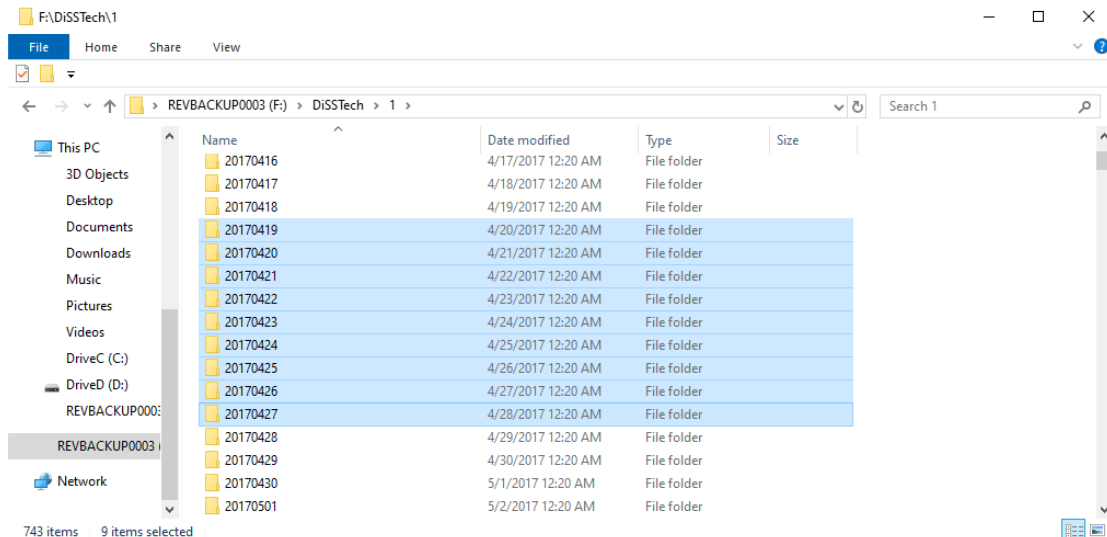 F:\DiSSTech\1
File Home Share View
REVBACKUP0003 (F:) > DiSSTech > 1 >
Search 1
Name Date modified Type Size
This PC
3D Objects
Desktop
Documents
Downloads
Music
Pictures
Videos
DriveC (C:)
DriveD (D:)
REVBACKUP0003
REVBACKUP0003 (
Network
20170416 4/17/2017 12:20 AM File folder
20170417 4/18/2017 12:20 AM File folder
20170418 4/19/2017 12:20 AM File folder
20170419 4/20/2017 12:20 AM File folder
20170420 4/21/2017 12:20 AM File folder
20170421 4/22/2017 12:20 AM File folder
20170422 4/23/2017 12:20 AM File folder
20170423 4/24/2017 12:20 AM File folder
20170424 4/25/2017 12:20 AM File folder
20170425 4/26/2017 12:20 AM File folder
20170426 4/27/2017 12:20 AM File folder
20170427 4/28/2017 12:20 AM File folder
20170428 4/29/2017 12:20 AM File folder
20170429 4/30/2017 12:20 AM File folder
20170430 5/1/2017 12:20 AM File folder
20170501 5/2/2017 12:20 AM File folder
743 items 9 items selected